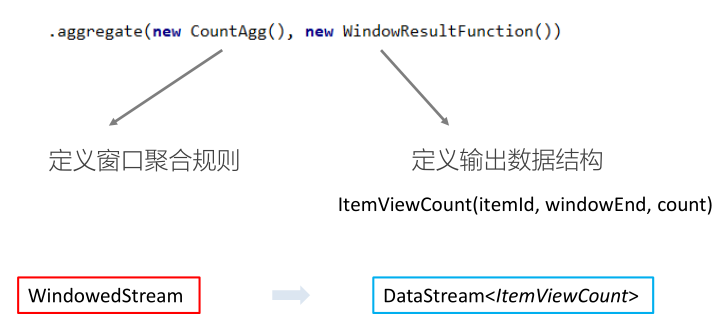 .aggregate(new CountAgg(), new WindowResultFunction())
定义窗口聚合规则
定义输出数据结构
ItemViewCount(itemId, windowEnd, count)
WindowedStream
DataStream<ItemViewCount>